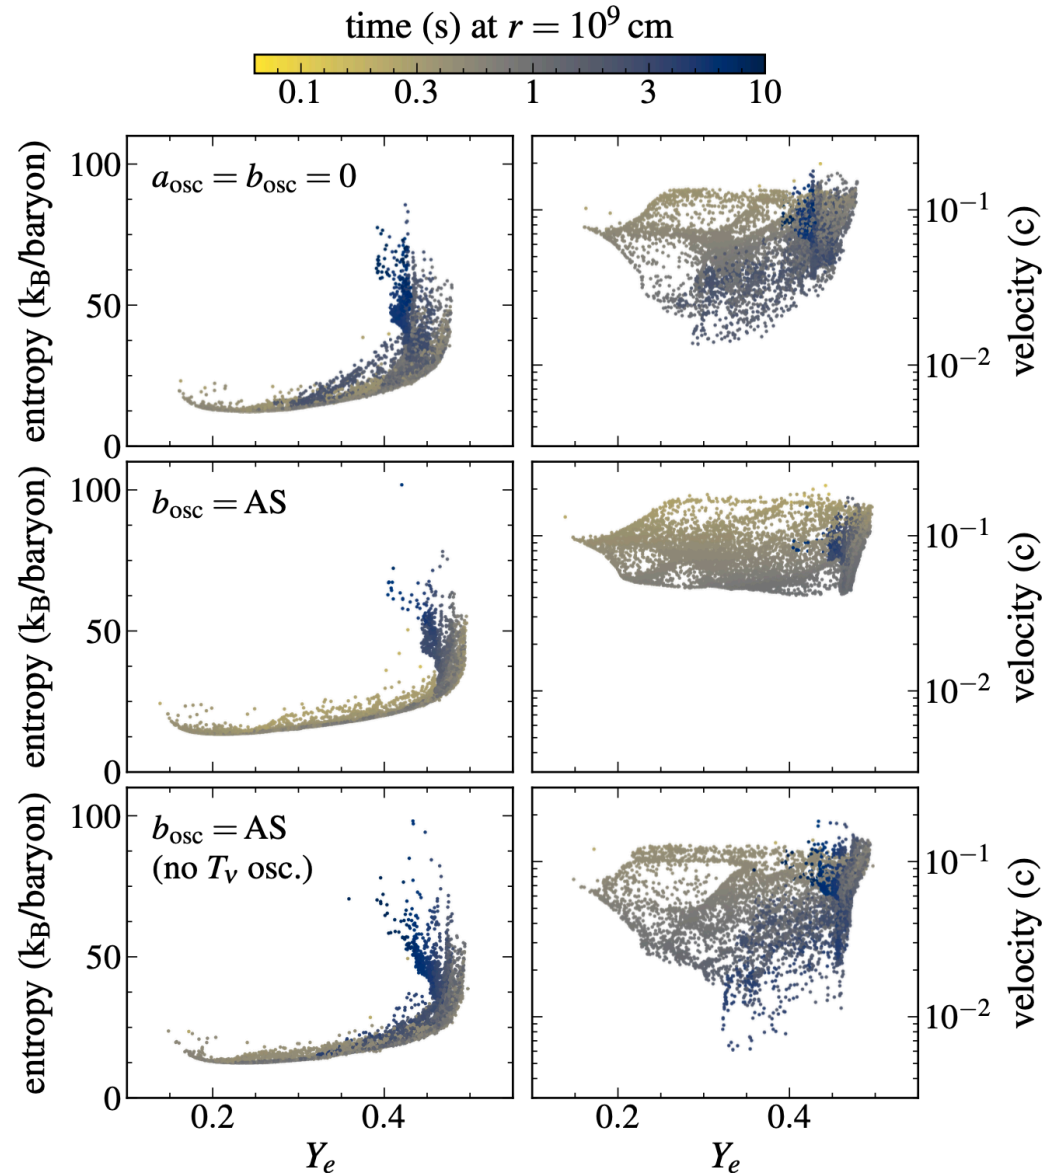 time (s) at r = 10⁹ cm
0.1 0.3 1 3 10
entropy (k_B/baryon)
100
50
0
a_osc = b_osc = 0
10⁻¹
10⁻²
velocity (c)
entropy (k_B/baryon)
100
50
0
b_osc = AS
10⁻¹
10⁻²
velocity (c)
entropy (k_B/baryon)
100
50
0
b_osc = AS
(no T_ν osc.)
10⁻¹
10⁻²
velocity (c)
0.2 0.4 0.2 0.4
Y_e Y_e